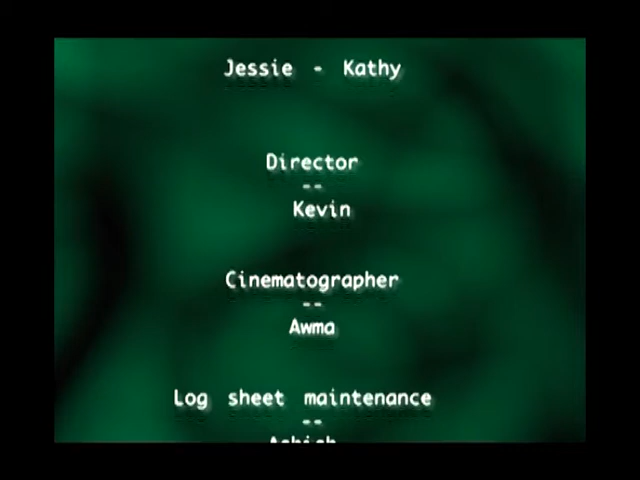 Jessie - Kathy
Director
--
Kevin
Cinematographer
--
Awma
Log sheet maintenance
--